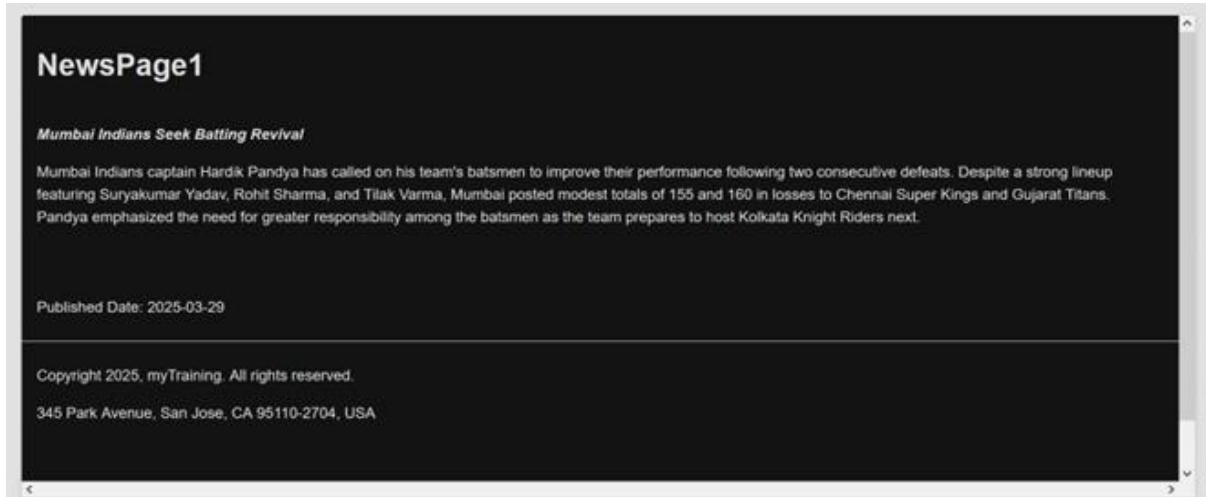 NewsPage1
Mumbai Indians Seek Batting Revival
Mumbai Indians captain Hardik Pandya has called on his team's batsmen to improve their performance following two consecutive defeats. Despite a strong lineup
featuring Suryakumar Yadav, Rohit Sharma, and Tilak Varma, Mumbai posted modest totals of 155 and 160 in losses to Chennai Super Kings and Gujarat Titans.
Pandya emphasized the need for greater responsibility among the batsmen as the team prepares to host Kolkata Knight Riders next.
Published Date: 2025-03-29
Copyright 2025, myTraining. All rights reserved.
345 Park Avenue, San Jose, CA 95110-2704, USA